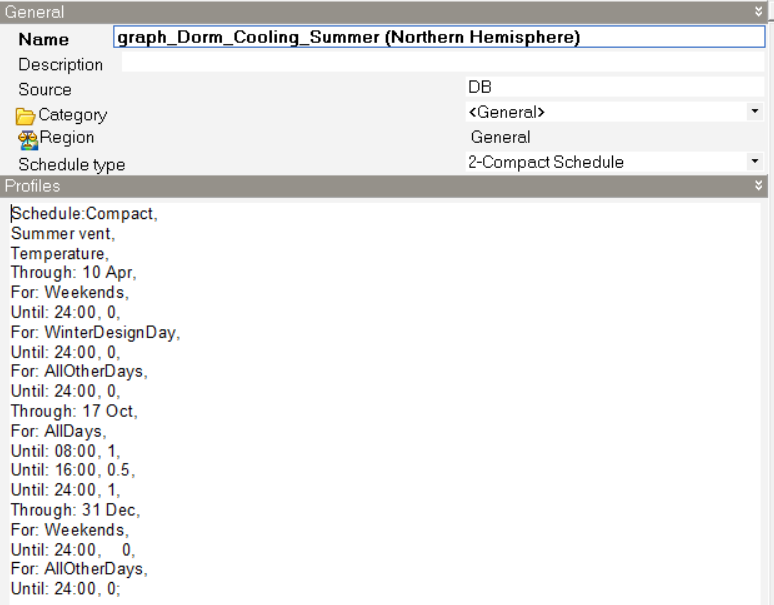 General
Name graph_Dorm_Cooling_Summer (Northern Hemisphere)
Description
Source DB
Category <General>
Region General
Schedule type 2-Compact Schedule
Profiles
Schedule:Compact,
Summer vent,
Temperature,
Through: 10 Apr,
For: Weekends,
Until: 24:00, 0,
For: WinterDesignDay,
Until: 24:00, 0,
For: AllOtherDays,
Until: 24:00, 0,
Through: 17 Oct,
For: AllDays,
Until: 08:00, 1,
Until: 16:00, 0.5,
Until: 24:00, 1,
Through: 31 Dec,
For: Weekends,
Until: 24:00,    0,
For: AllOtherDays,
Until: 24:00, 0;